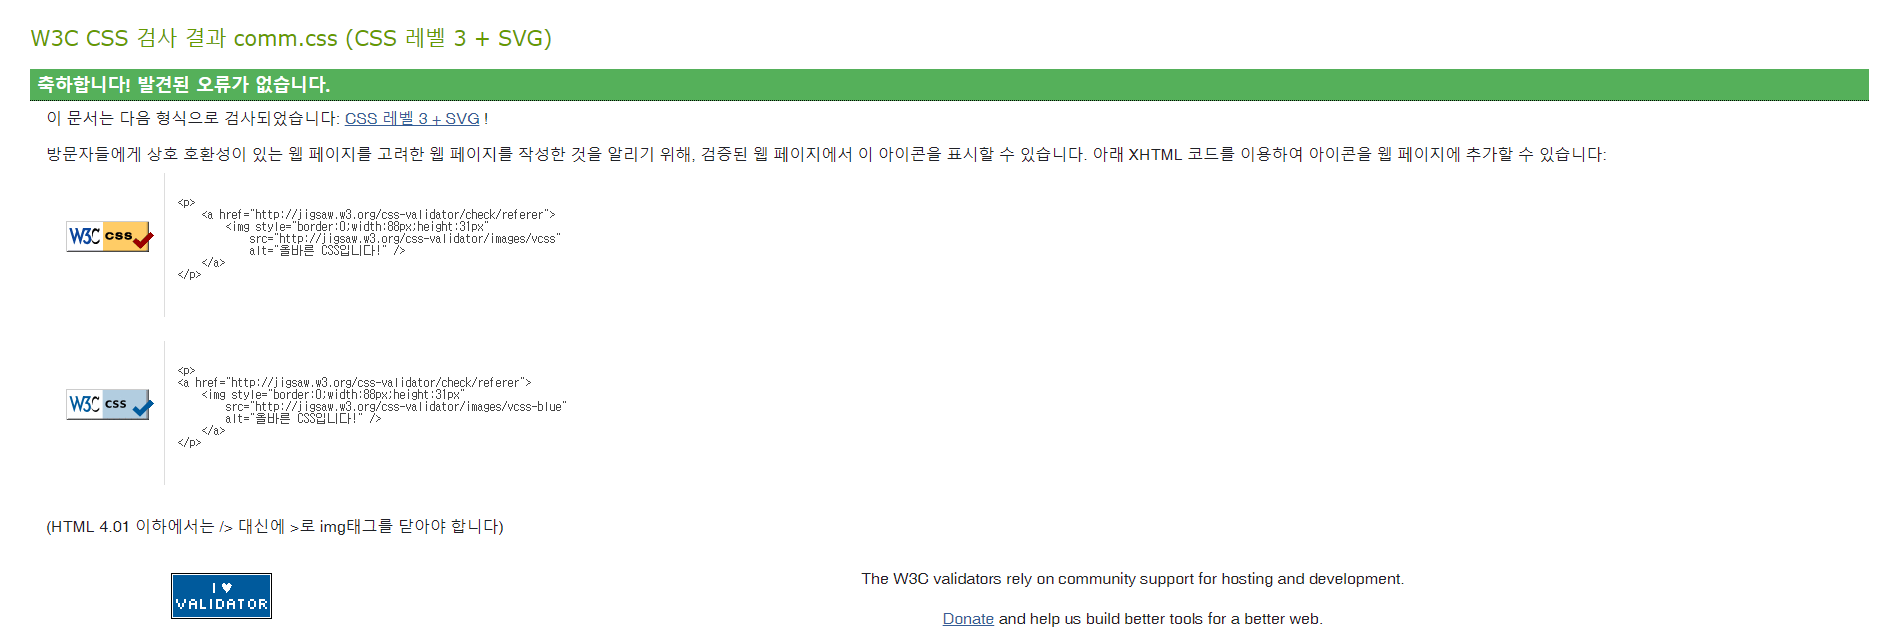 W3C CSS 검사 결과 comm.css (CSS 레벨 3 + SVG)
축하합니다! 발견된 오류가 없습니다.
이 문서는 다음 형식으로 검사되었습니다: CSS 레벨 3 + SVG !
방문자들에게 상호 호환성이 있는 웹 페이지를 고려한 웹 페이지를 작성한 것을 알리기 위해, 검증된 웹 페이지에서 이 아이콘을 표시할 수 있습니다. 아래 XHTML 코드를 이용하여 아이콘을 웹 페이지에 추가할 수 있습니다:
W3C css
<p>
<a href="http://jigsaw.w3.org/css-validator/check/referer">
<img style="border:0;width:88px;height:31px"
src="http://jigsaw.w3.org/css-validator/images/vcss"
alt="올바른 CSS입니다!" />
</a>
</p>
W3C css
<p>
<a href="http://jigsaw.w3.org/css-validator/check/referer">
<img style="border:0;width:88px;height:31px"
src="http://jigsaw.w3.org/css-validator/images/vcss-blue"
alt="올바른 CSS입니다!" />
</a>
</p>
(HTML 4.01 이하에서는 /> 대신에 >로 img태그를 닫아야 합니다)
I ♥
VALIDATOR
The W3C validators rely on community support for hosting and development.
Donate and help us build better tools for a better web.